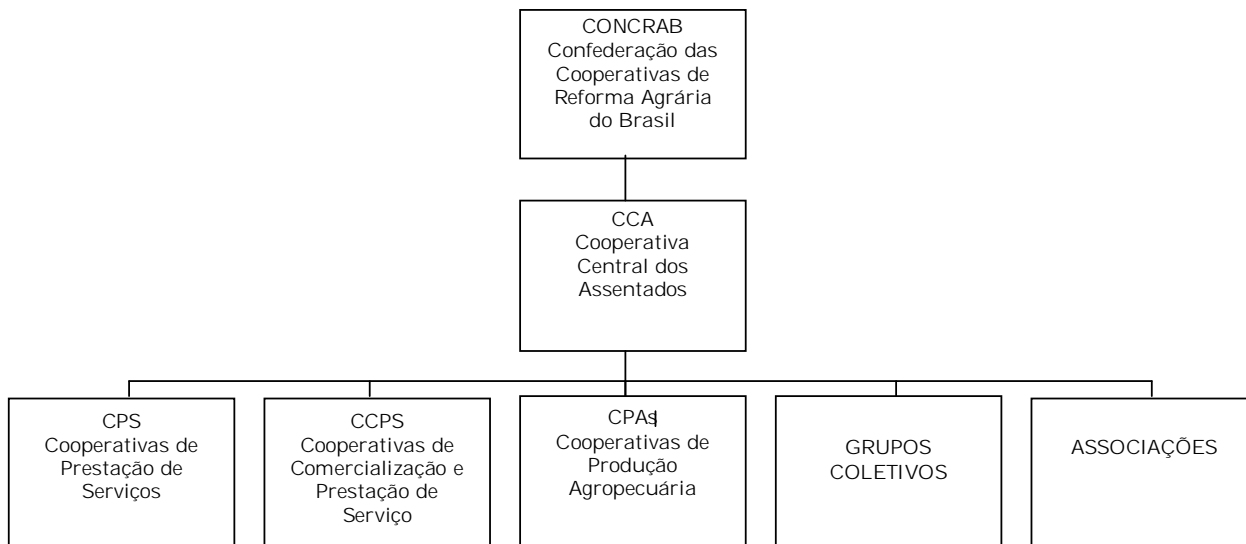 CONCRAB
Confederação das
Cooperativas de
Reforma Agrária
do Brasil
CCA
Cooperativa
Central dos
Assentados
CPS
Cooperativas de
Prestação de
Serviços
CCPS
Cooperativas de
Comercialização e
Prestação de
Serviço
CPAs
Cooperativas de
Produção
Agropecuária
GRUPOS
COLETIVOS
ASSOCIAÇÕES